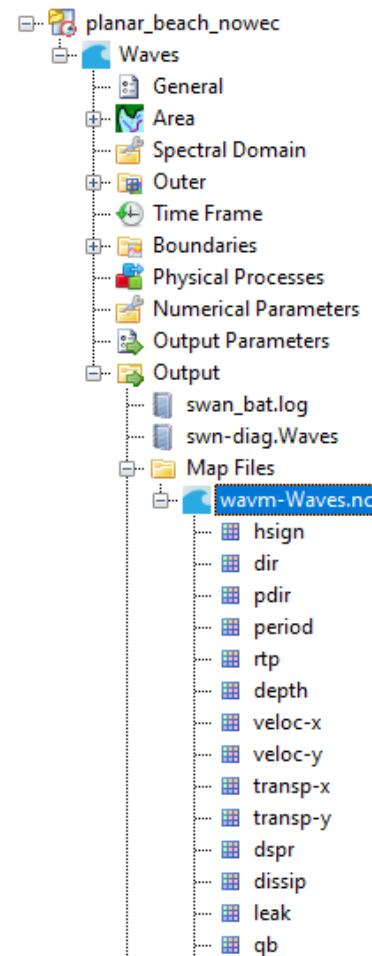 planar_beach_nowec
Waves
General
Area
Spectral Domain
Outer
Time Frame
Boundaries
Physical Processes
Numerical Parameters
Output Parameters
Output
swan_bat.log
swn-diag.Waves
Map Files
wavm-Waves.nc
hsign
dir
pdir
period
rtp
depth
veloc-x
veloc-y
transp-x
transp-y
dspr
dissip
leak
qb